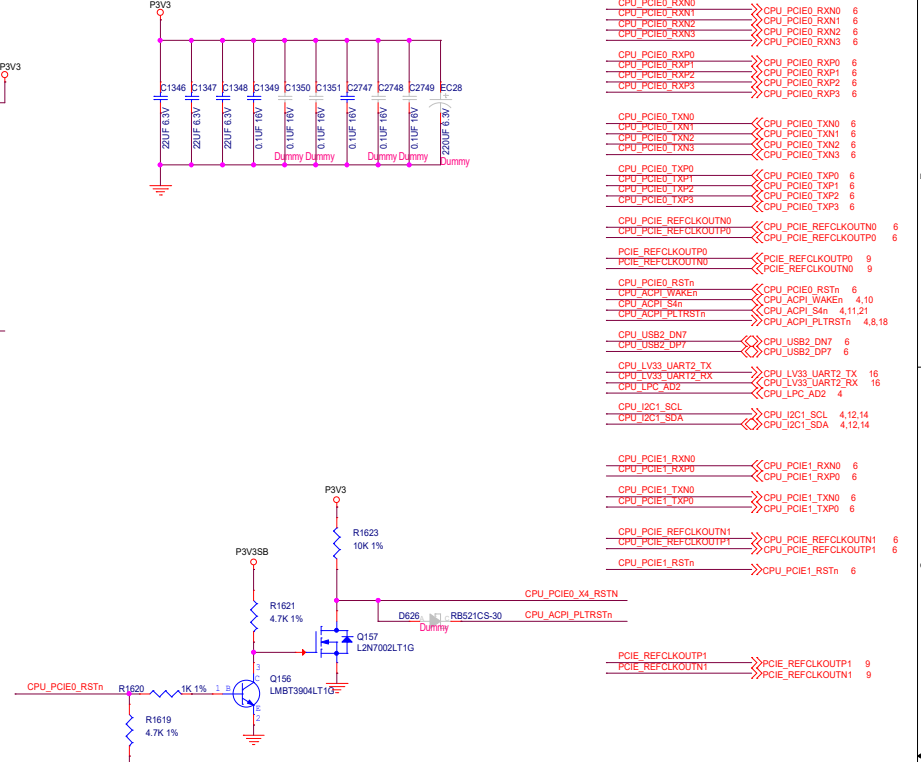 P3V3
P3V3
C1346
C1347
C1348
C1349
C1350
C1351
C2747
C2748
C2749
EC28
22UF 6.3V
22UF 6.3V
22UF 6.3V
0.1UF 16V
0.1UF 16V
0.1UF 16V
0.1UF 16V
0.1UF 16V
0.1UF 16V
220UF 6.3V
Dummy
Dummy
Dummy
Dummy
Dummy
P3V3
R1623
10K 1%
P3V3SB
R1621
4.7K 1%
CPU_PCIE0_X4_RSTN
D626
RB521CS-30
CPU_ACPI_PLTRSTn
Dummy
Q157
L2N7002LT1G
3
C
Q156
LMBT3904LT1G
CPU_PCIE0_RSTn
R1620
1K 1%
1
B
E
2
R1619
4.7K 1%
CPU_PCIE0_RXN0 CPU_PCIE0_RXN0 6
CPU_PCIE0_RXN1 CPU_PCIE0_RXN1 6
CPU_PCIE0_RXN2 CPU_PCIE0_RXN2 6
CPU_PCIE0_RXN3 CPU_PCIE0_RXN3 6
CPU_PCIE0_RXP0 CPU_PCIE0_RXP0 6
CPU_PCIE0_RXP1 CPU_PCIE0_RXP1 6
CPU_PCIE0_RXP2 CPU_PCIE0_RXP2 6
CPU_PCIE0_RXP3 CPU_PCIE0_RXP3 6
CPU_PCIE0_TXN0 CPU_PCIE0_TXN0 6
CPU_PCIE0_TXN1 CPU_PCIE0_TXN1 6
CPU_PCIE0_TXN2 CPU_PCIE0_TXN2 6
CPU_PCIE0_TXN3 CPU_PCIE0_TXN3 6
CPU_PCIE0_TXP0 CPU_PCIE0_TXP0 6
CPU_PCIE0_TXP1 CPU_PCIE0_TXP1 6
CPU_PCIE0_TXP2 CPU_PCIE0_TXP2 6
CPU_PCIE0_TXP3 CPU_PCIE0_TXP3 6
CPU_PCIE_REFCLKOUTN0 CPU_PCIE_REFCLKOUTN0 6
CPU_PCIE_REFCLKOUTP0 CPU_PCIE_REFCLKOUTP0 6
PCIE_REFCLKOUTP0 PCIE_REFCLKOUTP0 9
PCIE_REFCLKOUTN0 PCIE_REFCLKOUTN0 9
CPU_PCIE0_RSTn CPU_PCIE0_RSTn 6
CPU_ACPI_WAKEn CPU_ACPI_WAKEn 4,10
CPU_ACPI_S4n CPU_ACPI_S4n 4,11,21
CPU_ACPI_PLTRSTn CPU_ACPI_PLTRSTn 4,8,18
CPU_USB2_DN7 CPU_USB2_DN7 6
CPU_USB2_DP7 CPU_USB2_DP7 6
CPU_LV33_UART2_TX CPU_LV33_UART2_TX 16
CPU_LV33_UART2_RX CPU_LV33_UART2_RX 16
CPU_LPC_AD2 CPU_LPC_AD2 4
CPU_I2C1_SCL CPU_I2C1_SCL 4,12,14
CPU_I2C1_SDA CPU_I2C1_SDA 4,12,14
CPU_PCIE1_RXN0 CPU_PCIE1_RXN0 6
CPU_PCIE1_RXP0 CPU_PCIE1_RXP0 6
CPU_PCIE1_TXN0 CPU_PCIE1_TXN0 6
CPU_PCIE1_TXP0 CPU_PCIE1_TXP0 6
CPU_PCIE_REFCLKOUTN1 CPU_PCIE_REFCLKOUTN1 6
CPU_PCIE_REFCLKOUTP1 CPU_PCIE_REFCLKOUTP1 6
CPU_PCIE1_RSTn CPU_PCIE1_RSTn 6
PCIE_REFCLKOUTP1 PCIE_REFCLKOUTP1 9
PCIE_REFCLKOUTN1 PCIE_REFCLKOUTN1 9